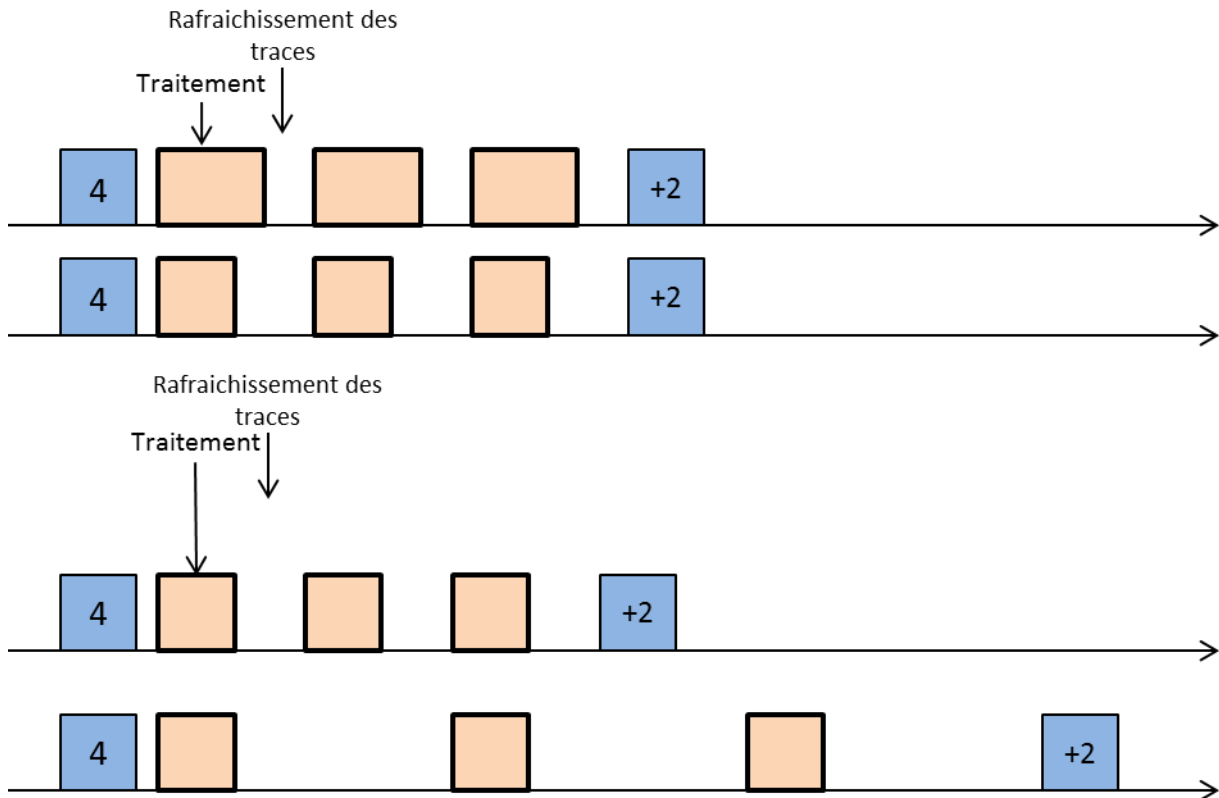 Rafraichissement des
traces
Traitement
4
+2
4
+2
Rafraichissement des
traces
Traitement
4
+2
4
+2